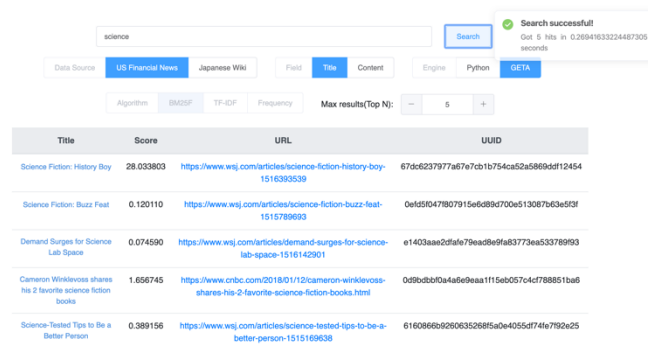 science
Search
Search successful!
Got 5 hits in 0.26941633224487305
seconds
Data Source US Financial News Japanese Wiki Field Title Content Engine Python GETA
Algorithm BM25F TF-IDF Frequency Max results(Top N): − 5 +
Title Score URL UUID
Science Fiction: History Boy 28.033803 https://www.wsj.com/articles/science-fiction-history-boy- 67dc6237977a67e7cb1b754ca52a5869ddf12454
1516393539
Science Fiction: Buzz Feat 0.120110 https://www.wsj.com/articles/science-fiction-buzz-feat- 0efd5f047f807915e6d89d700e513087b63e5f3f
1515789693
Demand Surges for Science 0.074590 https://www.wsj.com/articles/demand-surges-for-science- e1403aae2dfafe79ead8e9fa83773ea533789f93
Lab Space lab-space-1516142901
Cameron Winklevoss shares 1.656745 https://www.cnbc.com/2018/01/12/cameron-winklevoss- 0d9bdbbf0a4a6e9eaa1f15eb057c4cf788851ba6
his 2 favorite science fiction shares-his-2-favorite-science-fiction-books.html
books
Science-Tested Tips to Be a 0.389156 https://www.wsj.com/articles/science-tested-tips-to-be-a- 6160866b9260635268f5a0e4055df74fe7f92e25
Better Person better-person-1515169638